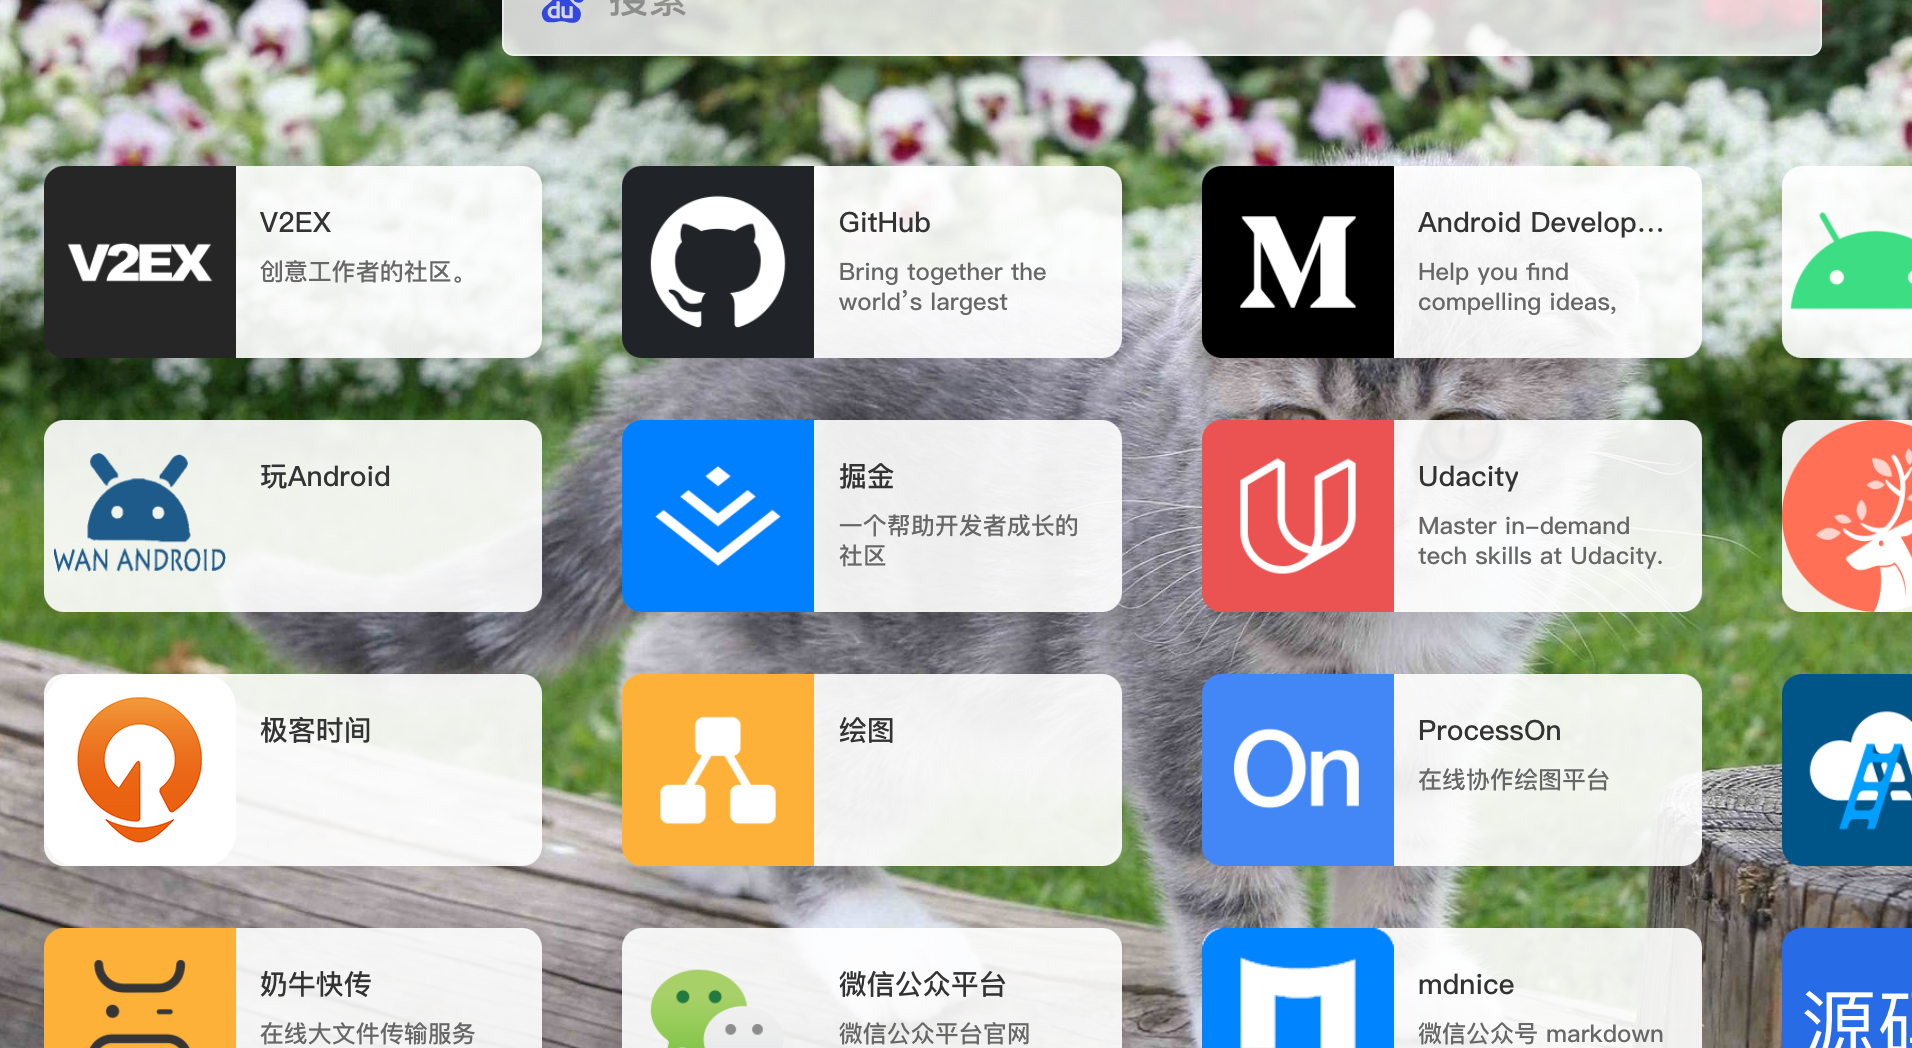 du 搜索
V2EX
V2EX
创意工作者的社区。
GitHub
Bring together the
world's largest
M
Android Develop...
Help you find
compelling ideas,
WAN ANDROID
玩Android
掘金
一个帮助开发者成长的
社区
Udacity
Master in-demand
tech skills at Udacity.
极客时间
绘图
On
ProcessOn
在线协作绘图平台
奶牛快传
在线大文件传输服务
微信公众平台
微信公众平台官网
mdnice
微信公众号 markdown
源码